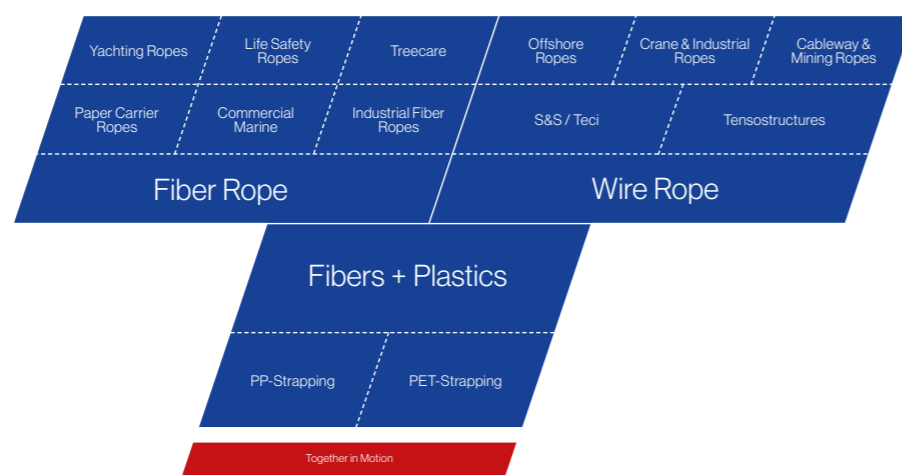 Yachting Ropes
Life Safety
Ropes
Treecare
Offshore
Ropes
Crane & Industrial
Ropes
Cableway &
Mining Ropes
Paper Carrier
Ropes
Commercial
Marine
Industrial Fiber
Ropes
S&S / Teci
Tensostructures
Fiber Rope
Wire Rope
Fibers + Plastics
PP-Strapping
PET-Strapping
Together in Motion